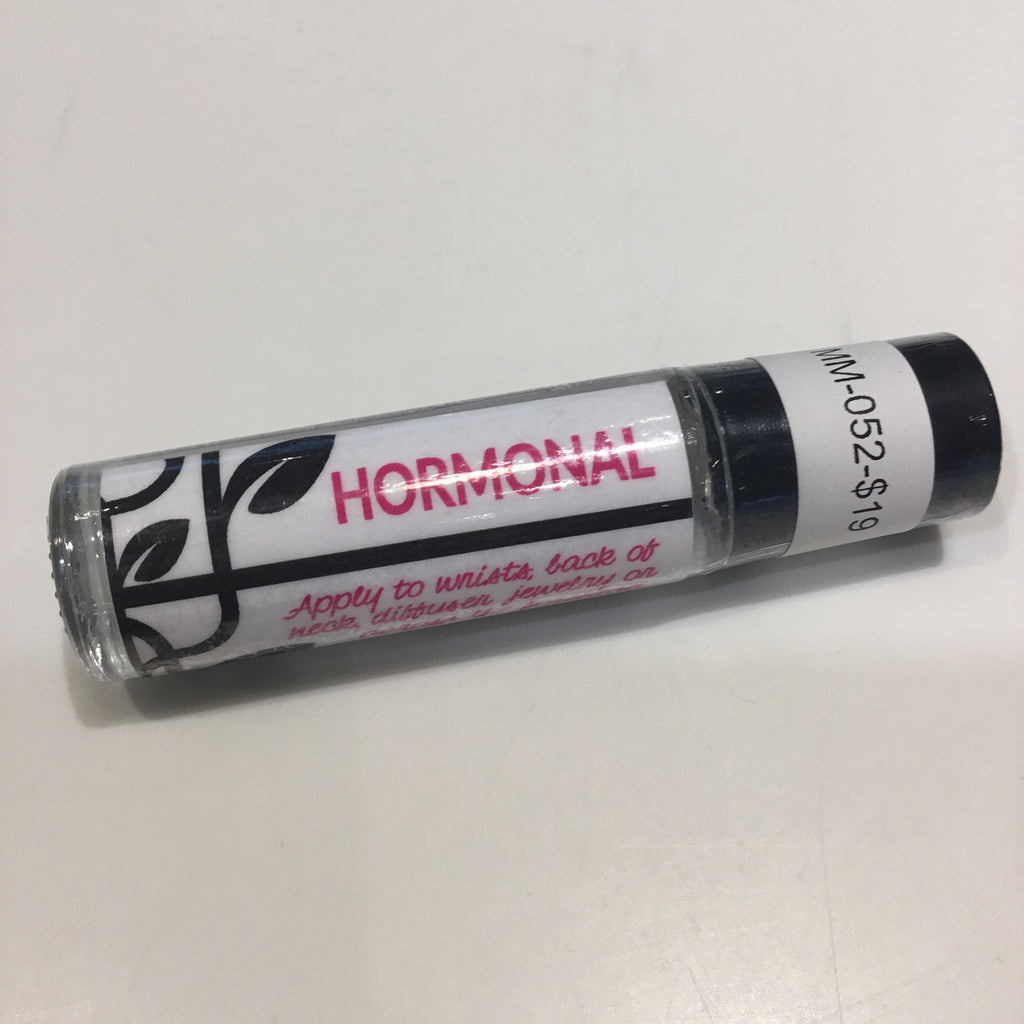 HORMONAL
Apply to wrists, back of
neck, diffuser jewelry or
MM-052-$19